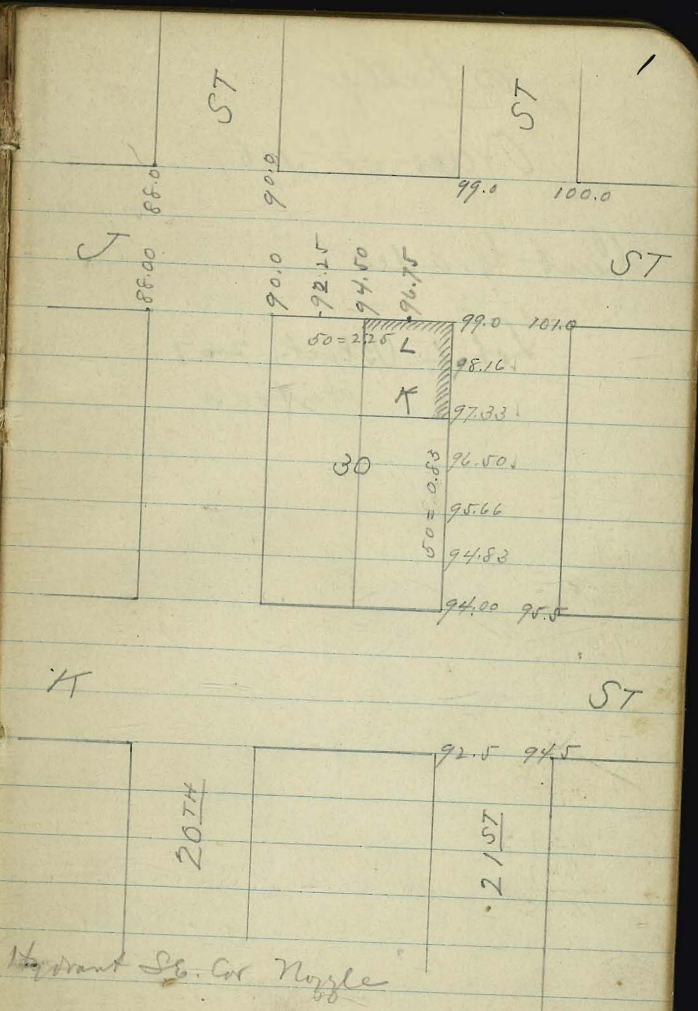 1
ST ST
88.0 90.0 99.0 100.0
J ST
88.00 90.0 92.25 94.50 96.75
99.0 101.0
50=2.25 L
98.16
K 97.33
30 96.50
50 = 0.83
95.66
94.83
94.00 95.5
K ST
92.5 94.5
20TH 21ST
Hydrant SE. Cor Nozzle